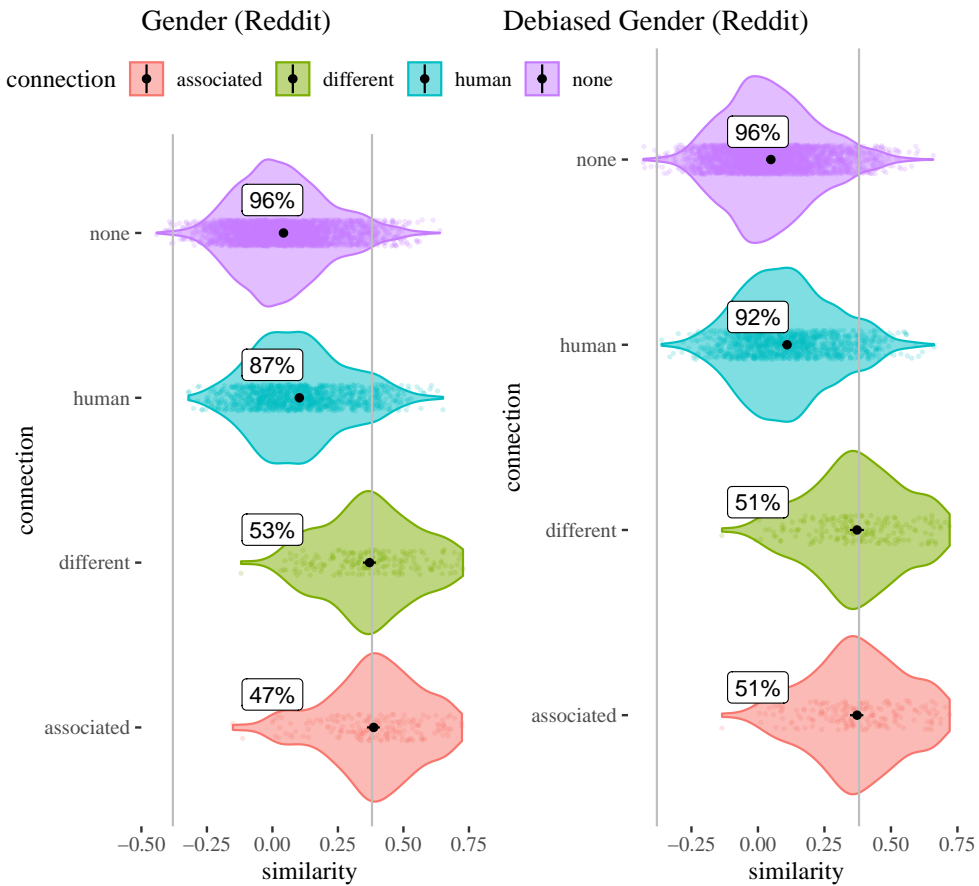 Gender (Reddit)
Debiased Gender (Reddit)
connection associated different human none
connection
none
human
different
associated
96%
87%
53%
47%
−0.50 −0.25 0.00 0.25 0.50 0.75
similarity
connection
none
human
different
associated
96%
92%
51%
51%
−0.25 0.00 0.25 0.50 0.75
similarity